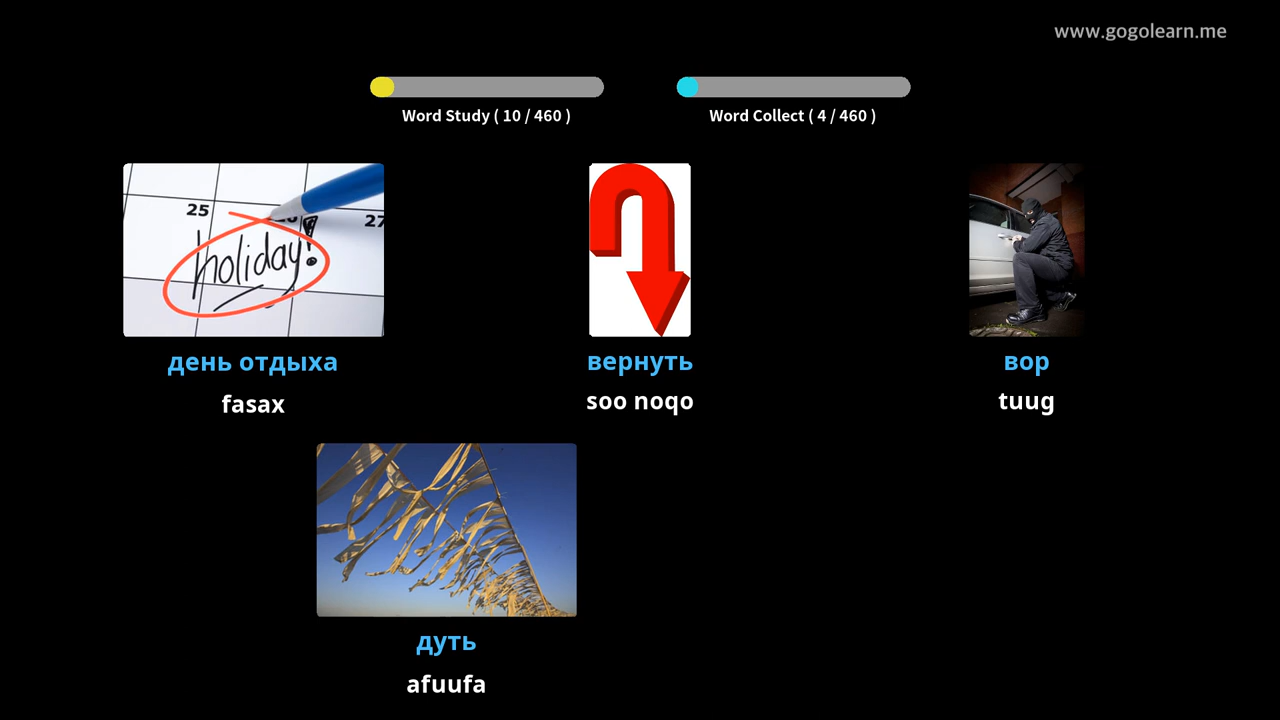 www.gogolearn.me
Word Study ( 10 / 460 )
Word Collect ( 4 / 460 )
25
27
holiday!
день отдыха
fasax
вернуть
soo noqo
вор
tuug
дуть
afuufa